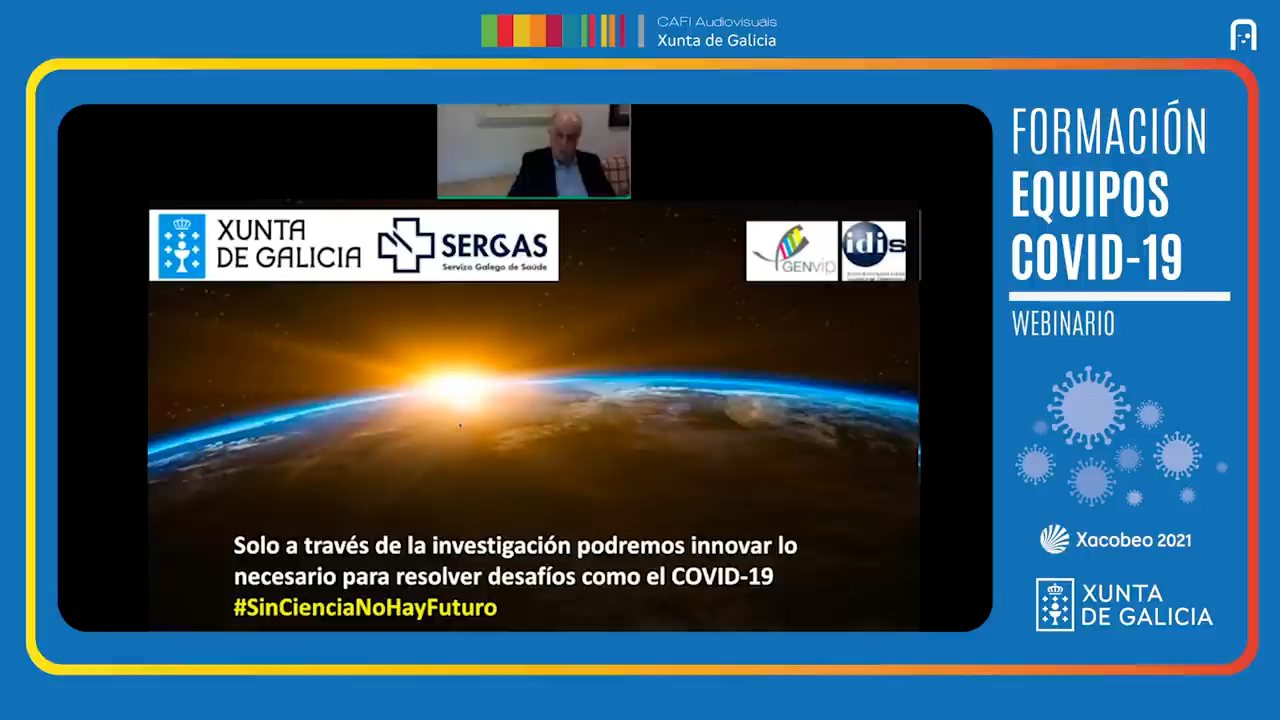 CAFI Audiovisuais
Xunta de Galicia
FORMACIÓN
EQUIPOS
COVID-19
WEBINARIO
XUNTA
DE GALICIA
SERGAS
Servizo Galego de Saúde
GENvip
idis
Solo a través de la investigación podremos innovar lo
necesario para resolver desafíos como el COVID-19
#SinCienciaNoHayFuturo
Xacobeo 2021
XUNTA
DE GALICIA